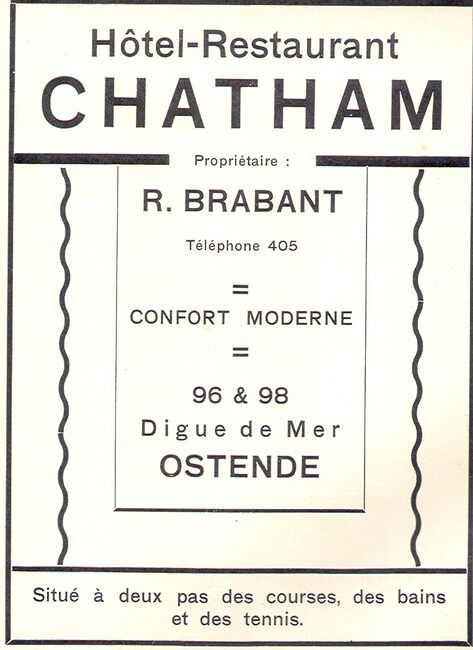 Hôtel-Restaurant
CHATHAM
Propriétaire :
R. BRABANT
Téléphone 405
=
CONFORT MODERNE
=
96 & 98
Digue de Mer
OSTENDE
Situé à deux pas des courses, des bains
et des tennis.